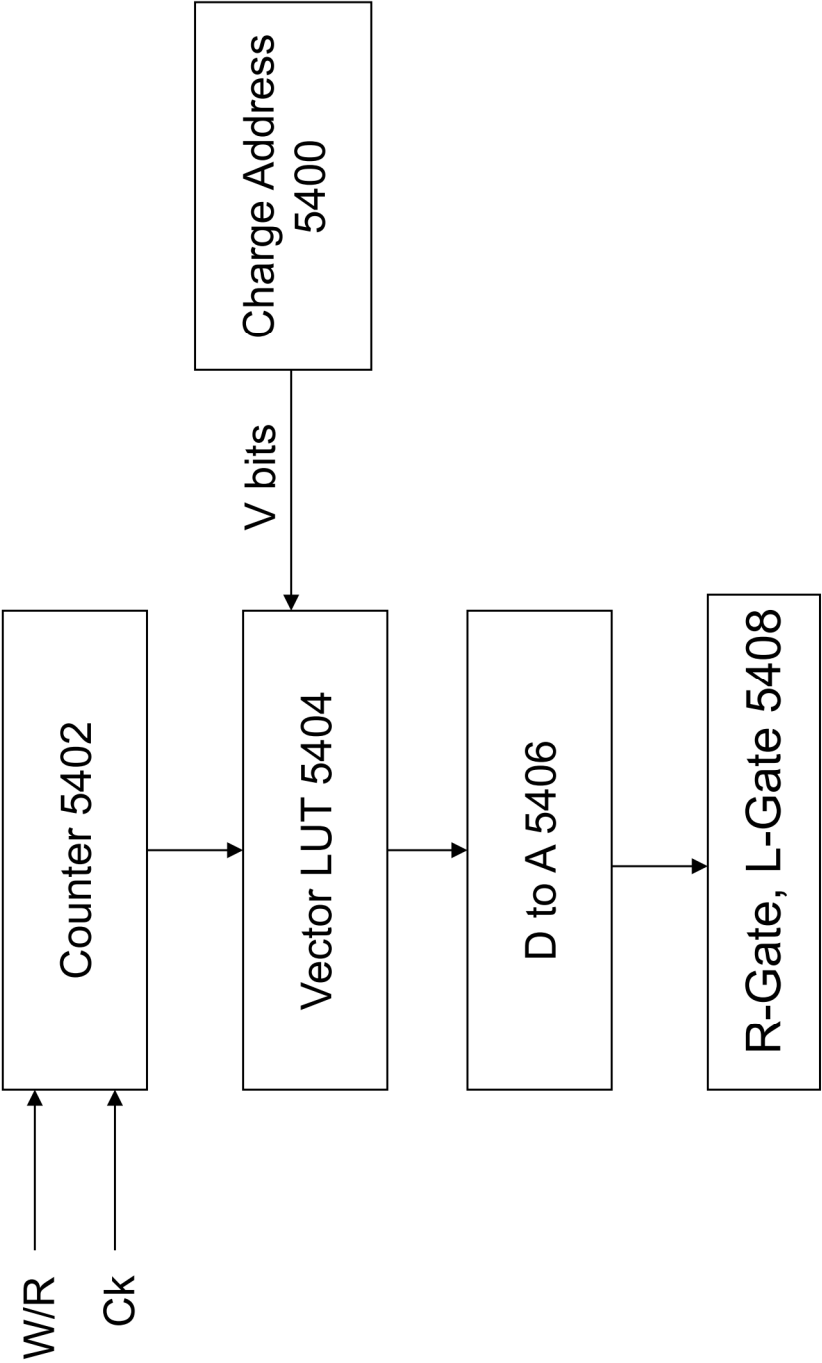 W/R
Ck
Counter 5402
Vector LUT 5404
V bits
Charge Address
5400
D to A 5406
R-Gate, L-Gate 5408